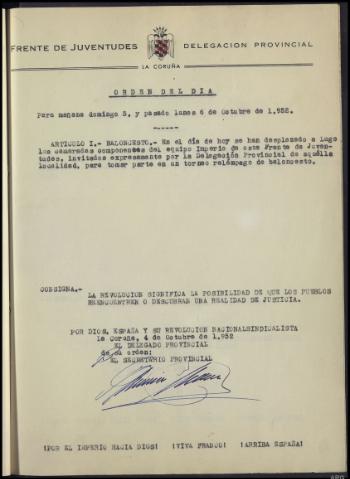 FRENTE DE JUVENTUDES DELEGACION PROVINCIAL
LA CORUÑA
ORDEN DEL DIA
Para menana domingo 5, y pasado lunes 6 de Octubre de 1.952.
ARTICULO I.- BALONCESTO.- En el día de hoy se han desplazado a Lugo
los camaradas componentes del equipo Imperio de este Frente de Juven-
tudes, invitados expresamente por la Delegación Provincial de aquélla
localidad, para tomar parte en un torneo relámpago de baloncesto.
CONSIGNA.-
LA REVOLUCION SIGNIFICA LA POSIBILIDAD DE QUE LOS PUEBLOS
REENCUENTREN O DESCUBRAN UNA REALIDAD DE JUSTICIA.
POR DIOS, ESPAÑA Y SU REVOLUCION NACIONALSINDICALISTA
la Coruña, 4 de Octubre de 1.952
EL DELEGADO PROVINCIAL
de su orden:
EL SECRETARIO PROVINCIAL
¡POR EL IMPERIO HACIA DIOS! ¡VIVA FRANCO! ¡ARRIBA ESPAÑA!